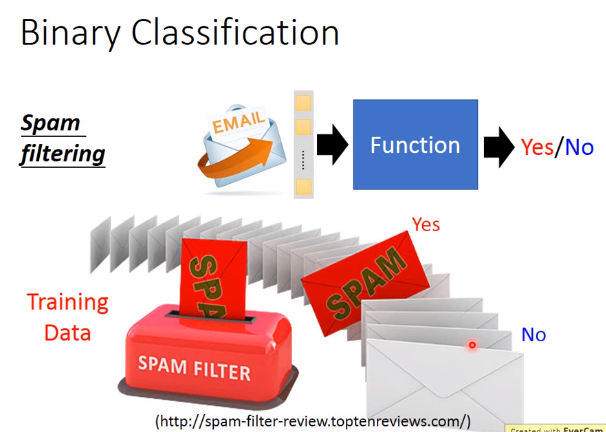 Binary Classification
Spam
filtering
EMAIL
......
Function
Yes/No
Yes
SPA
SPAM
Training
Data
SPAM FILTER
No
(http://spam-filter-review.toptenreviews.com/)
Created with EverCam